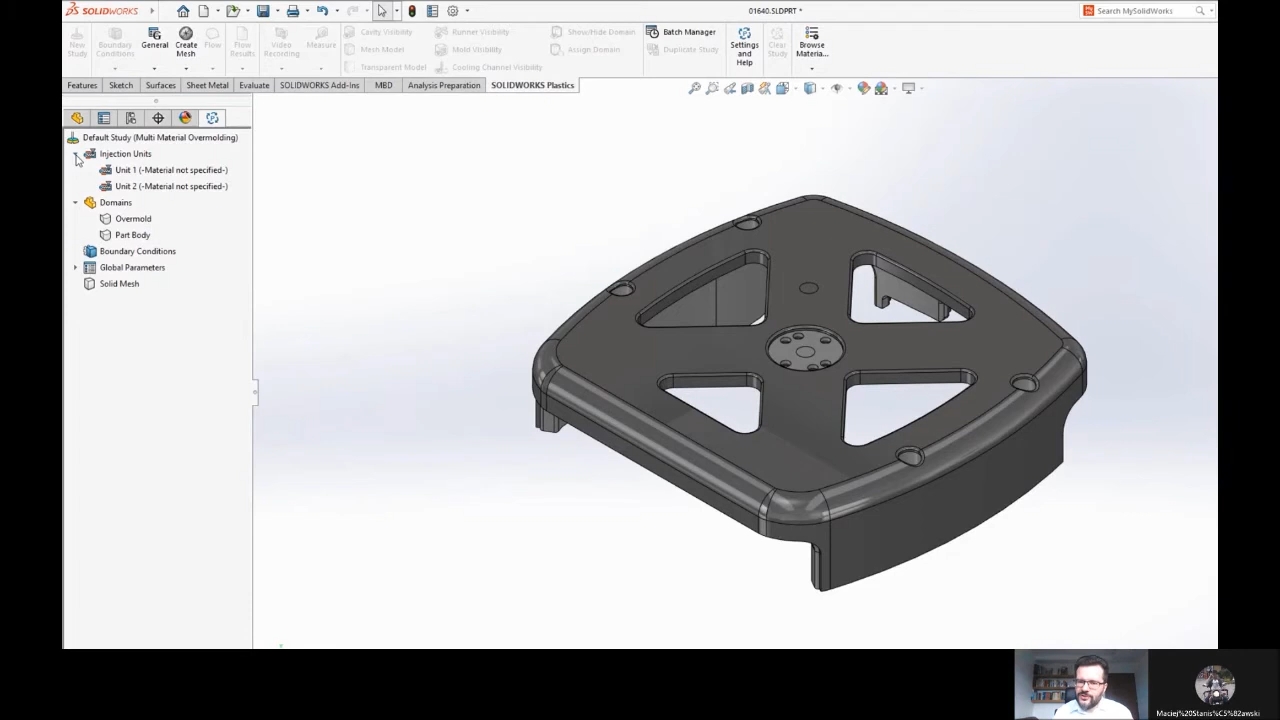 SOLIDWORKS
01640.SLDPRT *
Search MySolidWorks
New Study
Boundary Conditions
General
Create Mesh
Flow
Flow Results
Video Recording
Measure
Cavity Visibility
Mesh Model
Transparent Model
Runner Visibility
Mold Visibility
Cooling Channel Visibility
Show/Hide Domain
Assign Domain
Batch Manager
Duplicate Study
Settings and Help
Clear Study
Browse Materia...
Features
Sketch
Surfaces
Sheet Metal
Evaluate
SOLIDWORKS Add-Ins
MBD
Analysis Preparation
SOLIDWORKS Plastics
Default Study (Multi Material Overmolding)
Injection Units
Unit 1 (-Material not specified-)
Unit 2 (-Material not specified-)
Domains
Overmold
Part Body
Boundary Conditions
Global Parameters
Solid Mesh
Maciej%20Stanis%C5%82awski